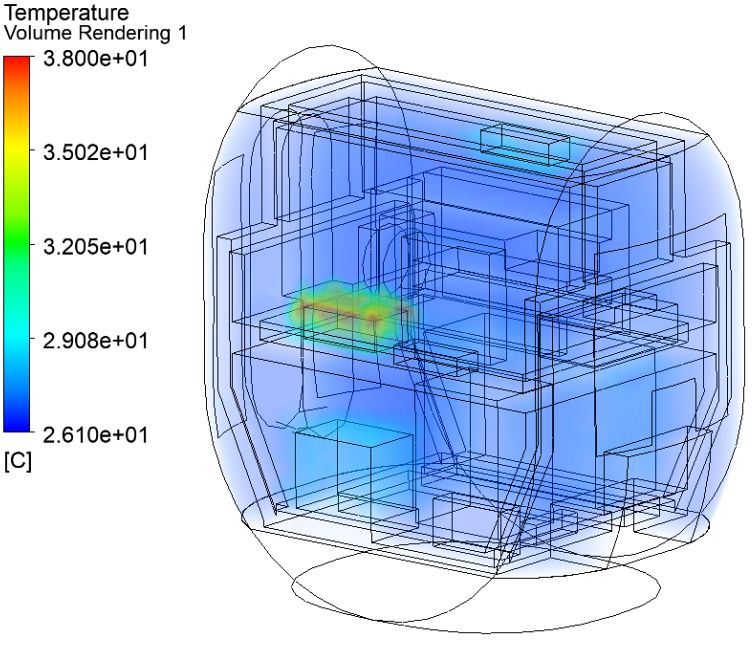 Temperature
Volume Rendering 1
3.800e+01
3.502e+01
3.205e+01
2.908e+01
2.610e+01
[C]